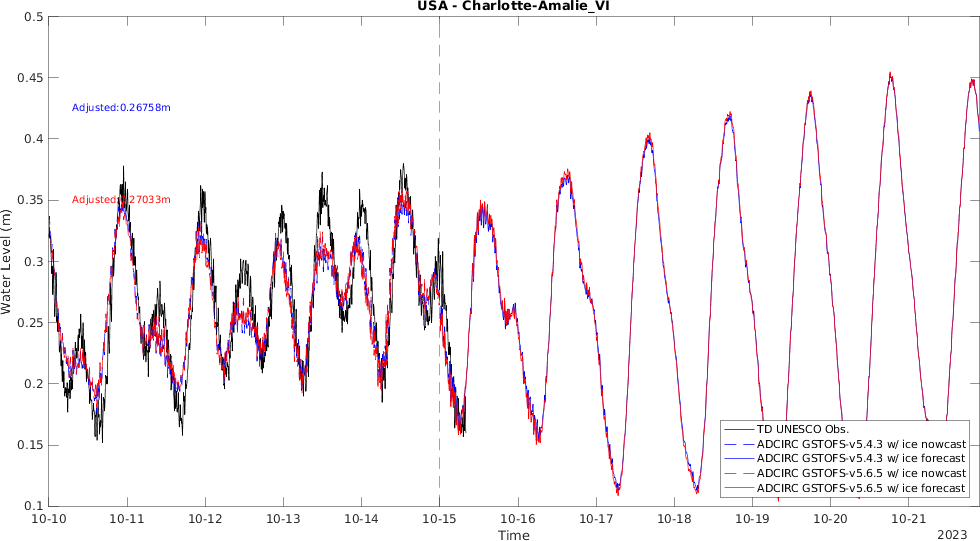 USA - Charlotte-Amalie_VI
0.5
0.45
0.4
0.35
0.3
0.25
0.2
0.15
0.1
Water Level (m)
Adjusted:0.26758m
Adjusted:0.27033m
TD UNESCO Obs.
ADCIRC GSTOFS-v5.4.3 w/ ice nowcast
ADCIRC GSTOFS-v5.4.3 w/ ice forecast
ADCIRC GSTOFS-v5.6.5 w/ ice nowcast
ADCIRC GSTOFS-v5.6.5 w/ ice forecast
10-10 10-11 10-12 10-13 10-14 10-15 10-16 10-17 10-18 10-19 10-20 10-21
Time
2023